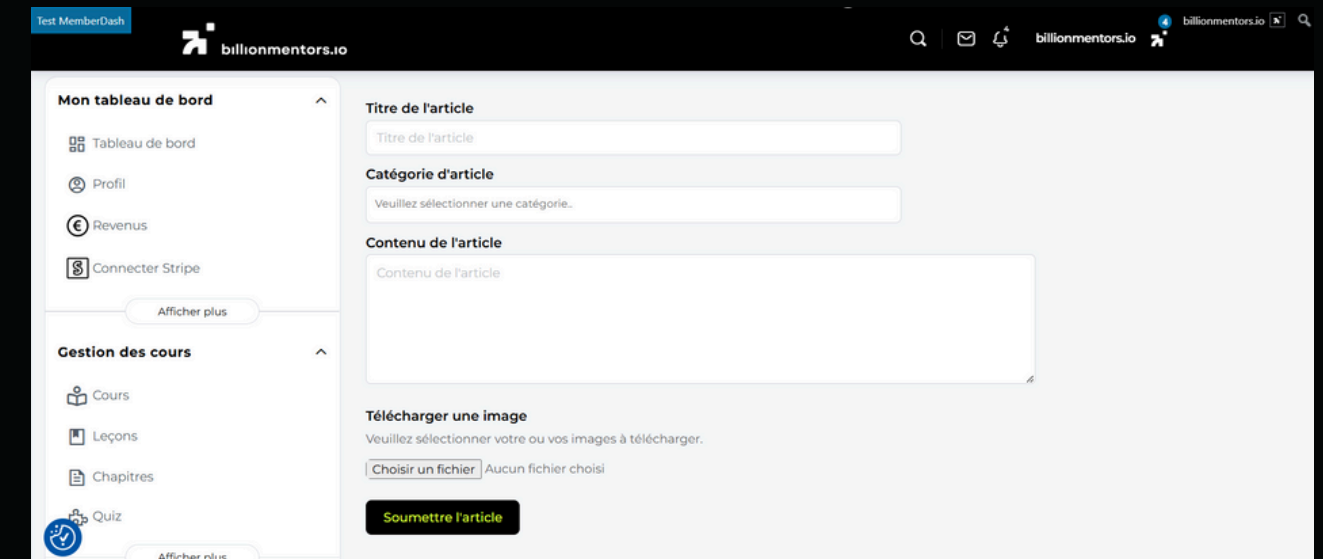 Test MemberDash
billionmentors.io
4
billionmentors.io
4
billionmentors.io
Mon tableau de bord
Tableau de bord
Profil
Revenus
Connecter Stripe
Afficher plus
Gestion des cours
Cours
Leçons
Chapitres
Quiz
Afficher plus
Titre de l'article
Titre de l'article
Catégorie d'article
Veuillez sélectionner une catégorie..
Contenu de l'article
Contenu de l'article
Télécharger une image
Veuillez sélectionner votre ou vos images à télécharger.
Choisir un fichier Aucun fichier choisi
Soumettre l'article